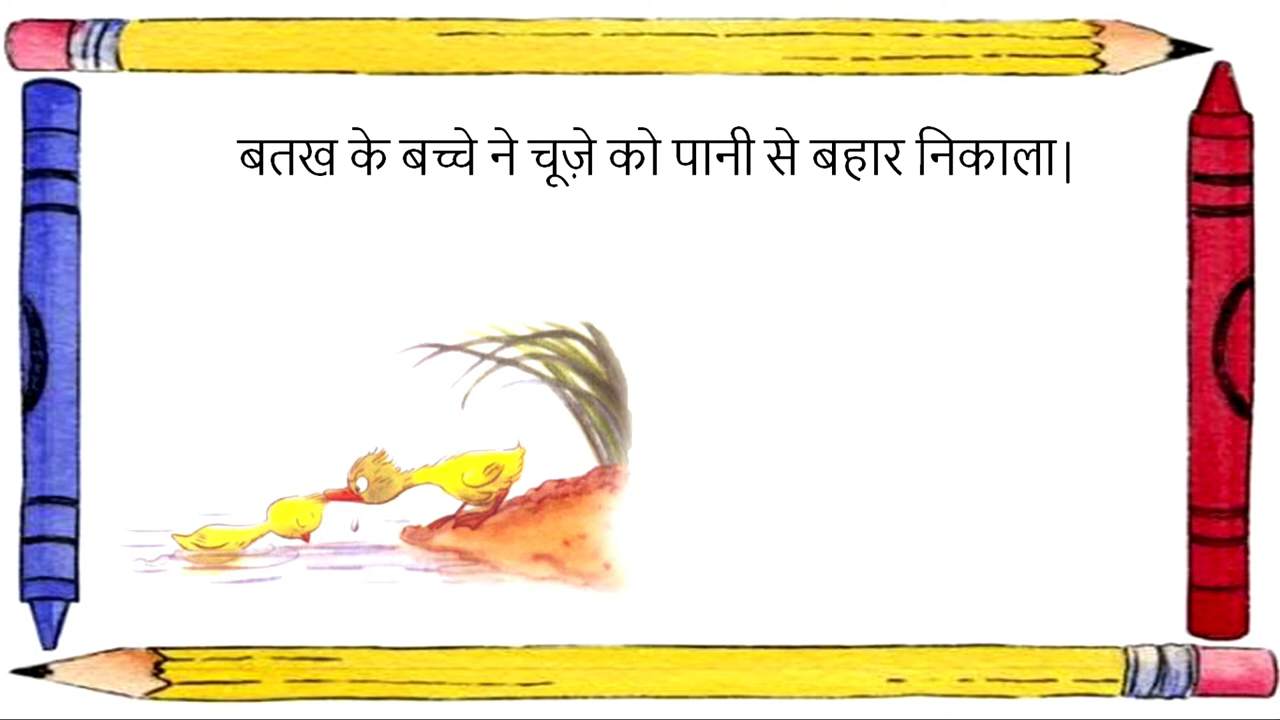 बतख के बच्चे ने चूज़े को पानी से बहार निकाला|